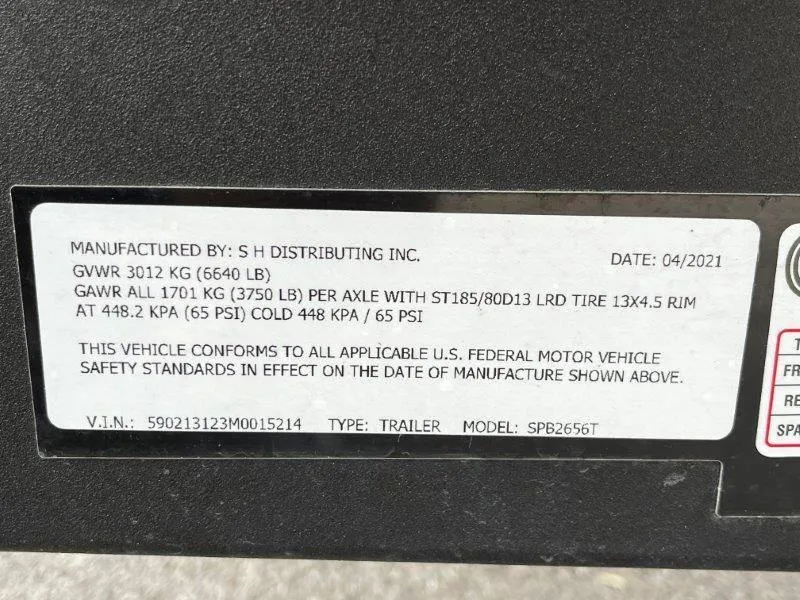 MANUFACTURED BY: S H DISTRIBUTING INC. DATE: 04/2021
GVWR 3012 KG (6640 LB)
GAWR ALL 1701 KG (3750 LB) PER AXLE WITH ST185/80D13 LRD TIRE 13X4.5 RIM
AT 448.2 KPA (65 PSI) COLD 448 KPA / 65 PSI
THIS VEHICLE CONFORMS TO ALL APPLICABLE U.S. FEDERAL MOTOR VEHICLE
SAFETY STANDARDS IN EFFECT ON THE DATE OF MANUFACTURE SHOWN ABOVE.
V.I.N.: 590213123M0015214 TYPE: TRAILER MODEL: SPB2656T
T
FR
RE
SPA